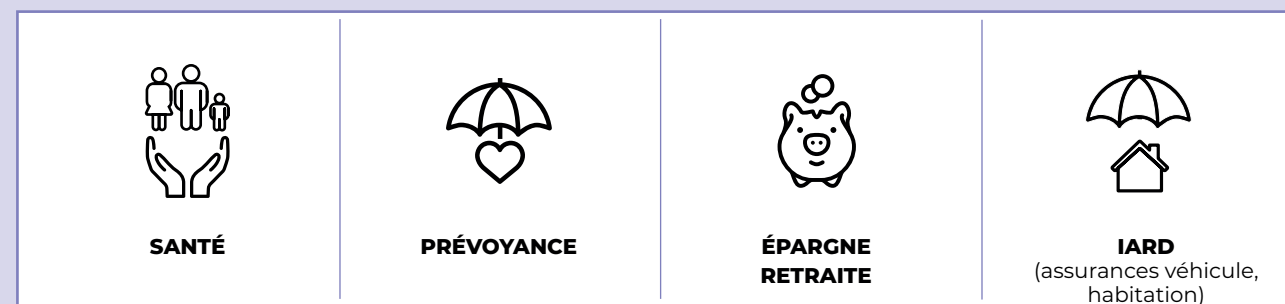 SANTÉ
PRÉVOYANCE
ÉPARGNE
RETRAITE
IARD
(assurances véhicule,
habitation)